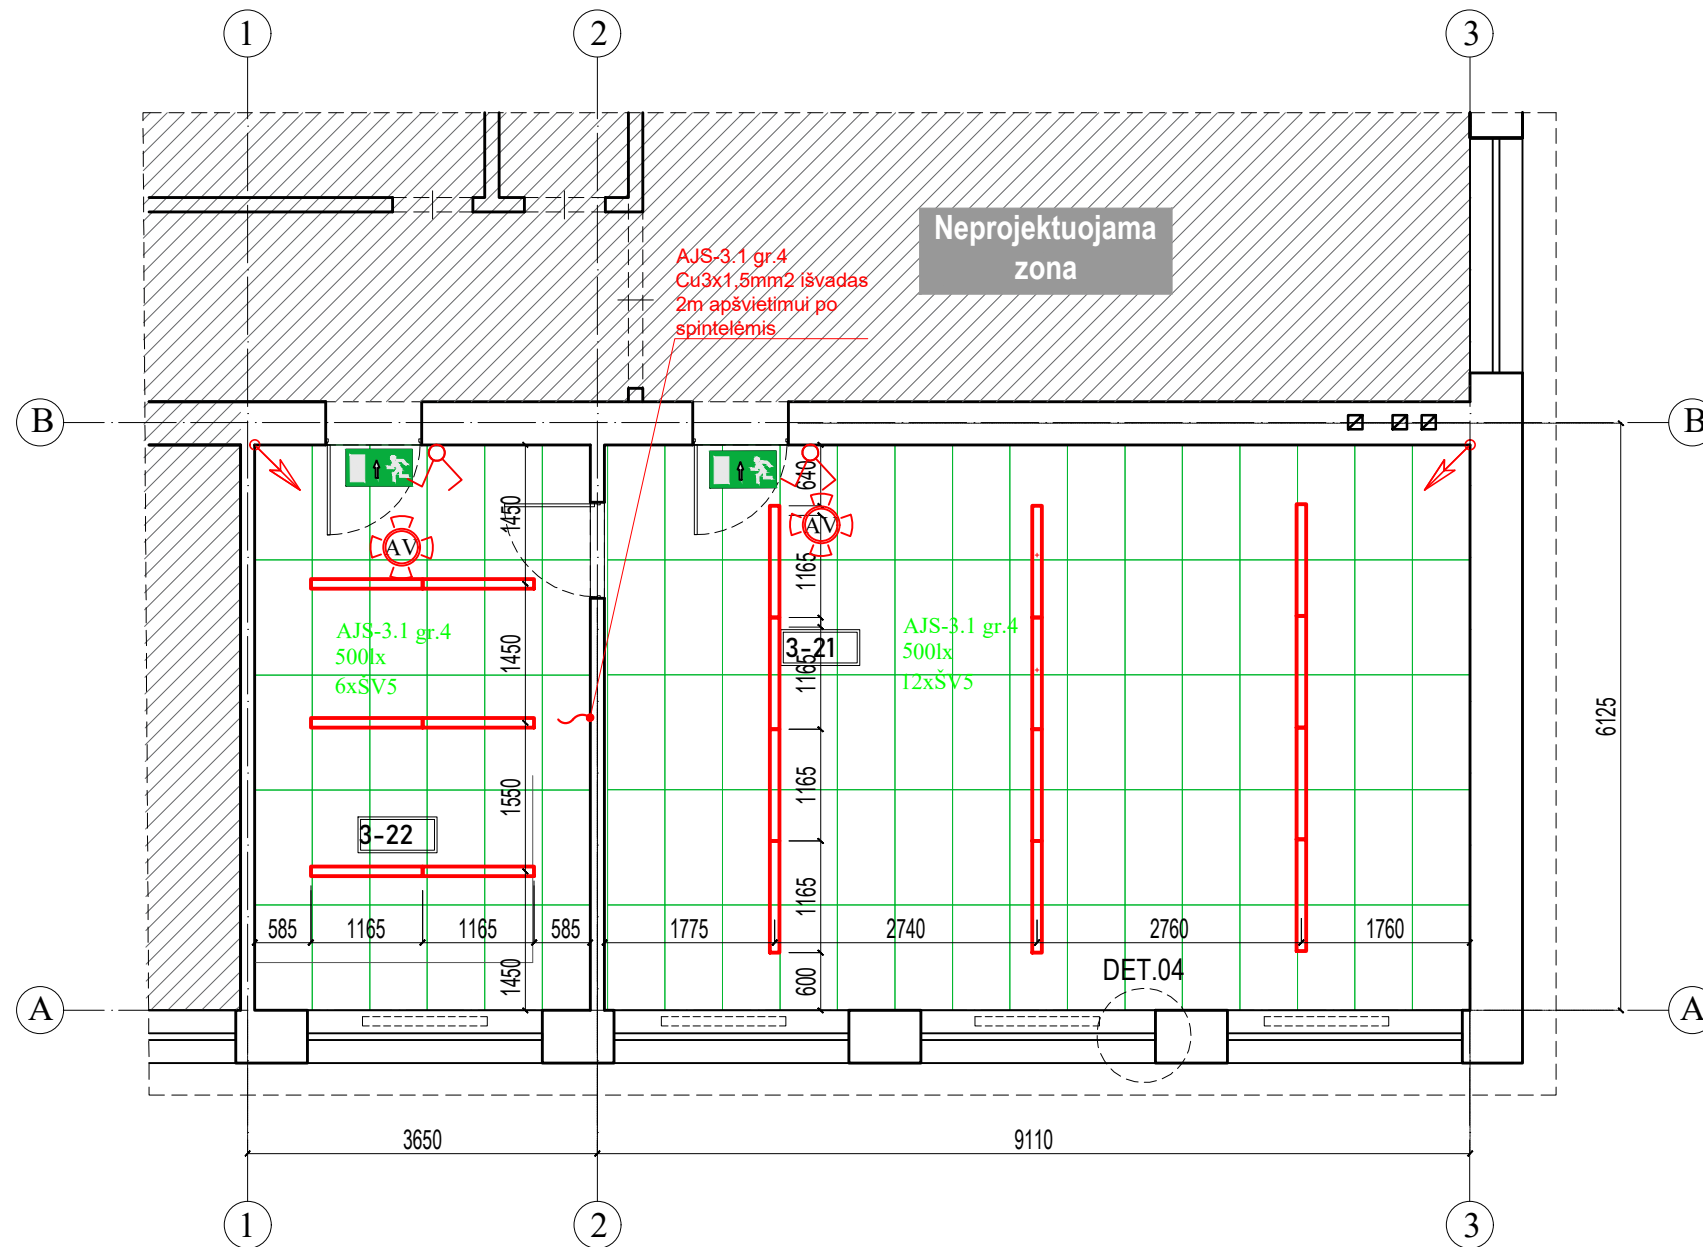 1
2
3
Neprojektuojama
zona
AJS-3.1 gr.4
Cu3x1,5mm2 išvadas
2m apšvietimui po
spintelėmis
B
B
640
1450
AV
AV
1165
AJS-3.1 gr.4
500lx
6xŠV5
1450
3-21
1165
AJS-3.1 gr.4
500lx
12xŠV5
6125
1550
1165
3-22
1165
585
1165
1165
585
1775
2740
2760
1760
1450
600
DET.04
A
A
3650
9110
1
2
3